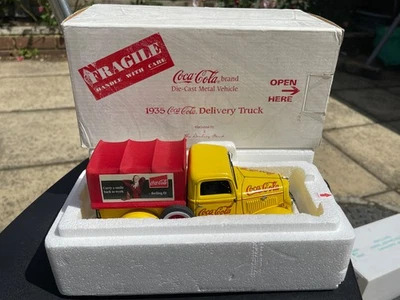 FRAGILE
HANDLE WITH CARE
Coca-Cola brand
Die-Cast Metal Vehicle
OPEN
HERE
1935 Coca-Cola Delivery Truck
Coca-Cola
Coca-Cola
Coca-Cola